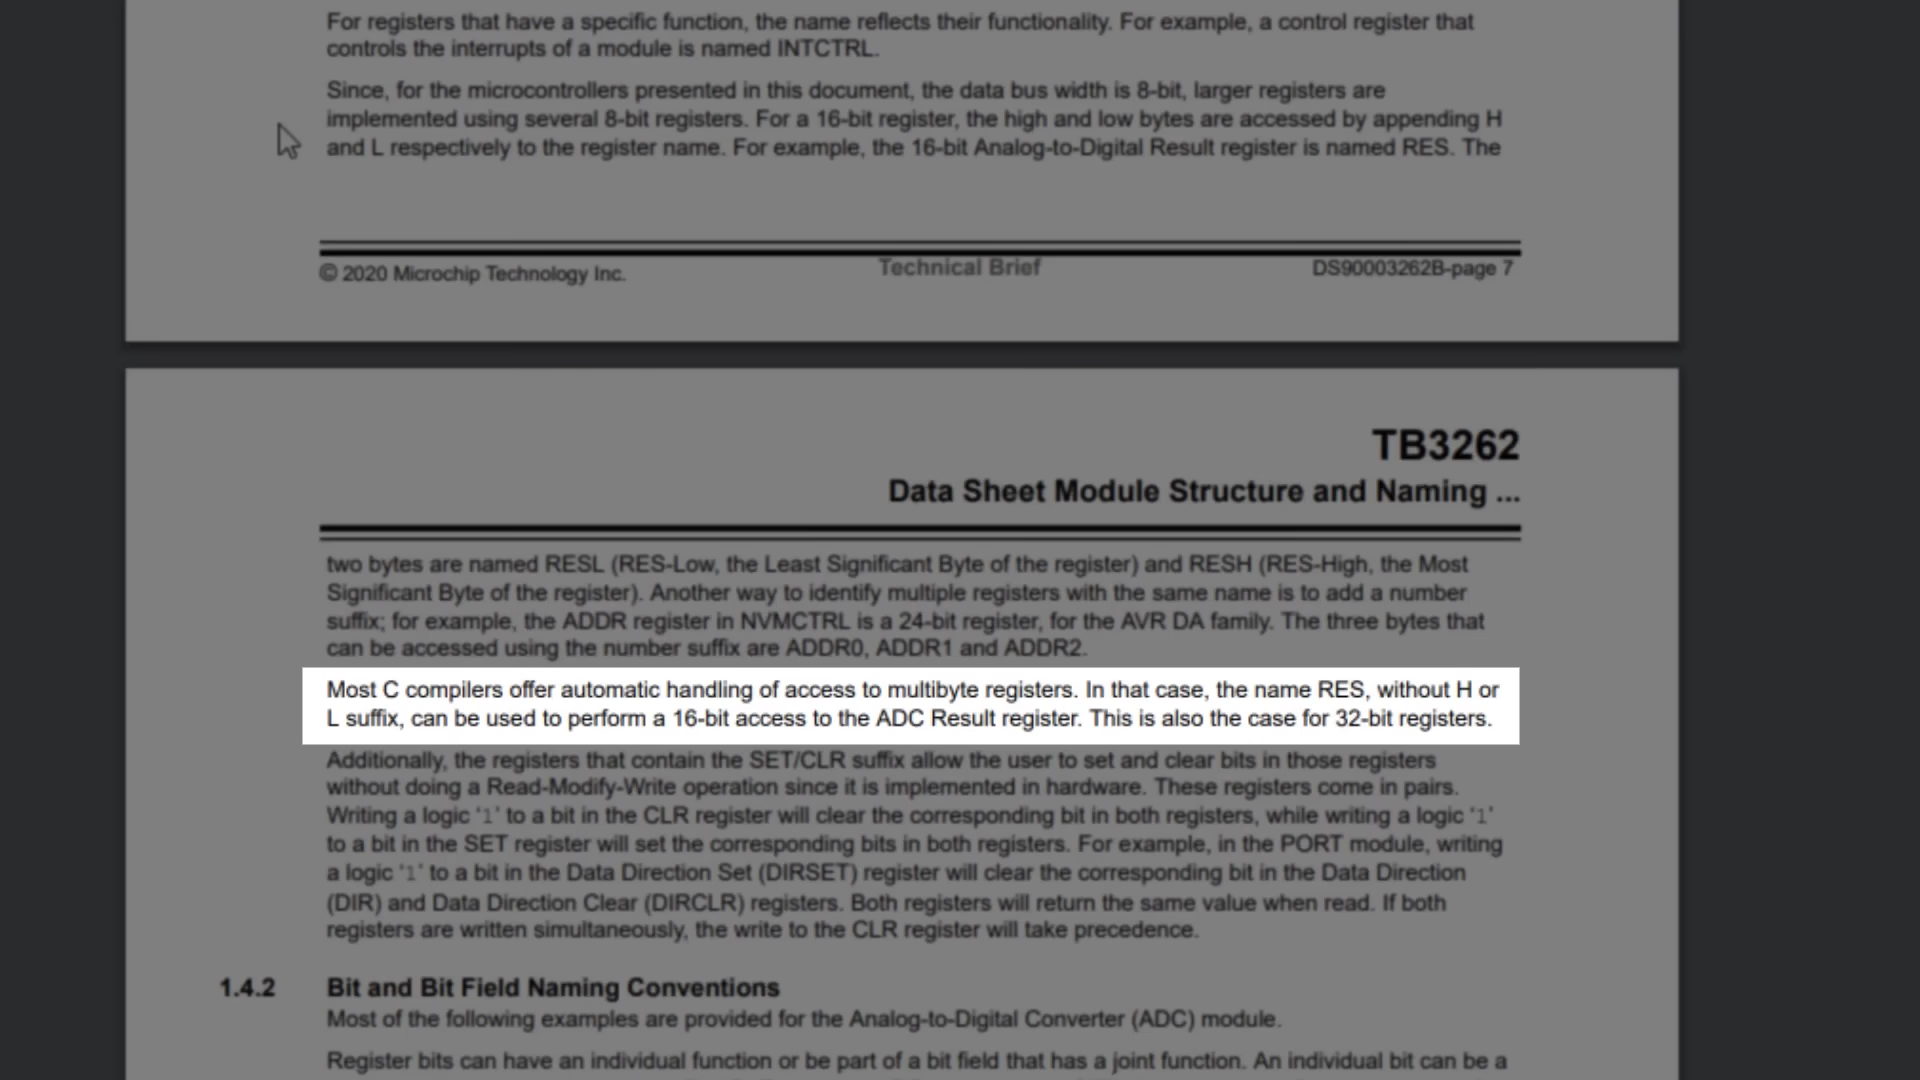 For registers that have a specific function, the name reflects their functionality. For example, a control register that
controls the interrupts of a module is named INTCTRL.
Since, for the microcontrollers presented in this document, the data bus width is 8-bit, larger registers are
implemented using several 8-bit registers. For a 16-bit register, the high and low bytes are accessed by appending H
and L respectively to the register name. For example, the 16-bit Analog-to-Digital Result register is named RES. The
© 2020 Microchip Technology Inc. Technical Brief DS90003262B-page 7
TB3262
Data Sheet Module Structure and Naming ...
two bytes are named RESL (RES-Low, the Least Significant Byte of the register) and RESH (RES-High, the Most
Significant Byte of the register). Another way to identify multiple registers with the same name is to add a number
suffix; for example, the ADDR register in NVMCTRL is a 24-bit register, for the AVR DA family. The three bytes that
can be accessed using the number suffix are ADDR0, ADDR1 and ADDR2.
Most C compilers offer automatic handling of access to multibyte registers. In that case, the name RES, without H or
L suffix, can be used to perform a 16-bit access to the ADC Result register. This is also the case for 32-bit registers.
Additionally, the registers that contain the SET/CLR suffix allow the user to set and clear bits in those registers
without doing a Read-Modify-Write operation since it is implemented in hardware. These registers come in pairs.
Writing a logic '1' to a bit in the CLR register will clear the corresponding bit in both registers, while writing a logic '1'
to a bit in the SET register will set the corresponding bits in both registers. For example, in the PORT module, writing
a logic '1' to a bit in the Data Direction Set (DIRSET) register will clear the corresponding bit in the Data Direction
(DIR) and Data Direction Clear (DIRCLR) registers. Both registers will return the same value when read. If both
registers are written simultaneously, the write to the CLR register will take precedence.
1.4.2 Bit and Bit Field Naming Conventions
Most of the following examples are provided for the Analog-to-Digital Converter (ADC) module.
Register bits can have an individual function or be part of a bit field that has a joint function. An individual bit can be a